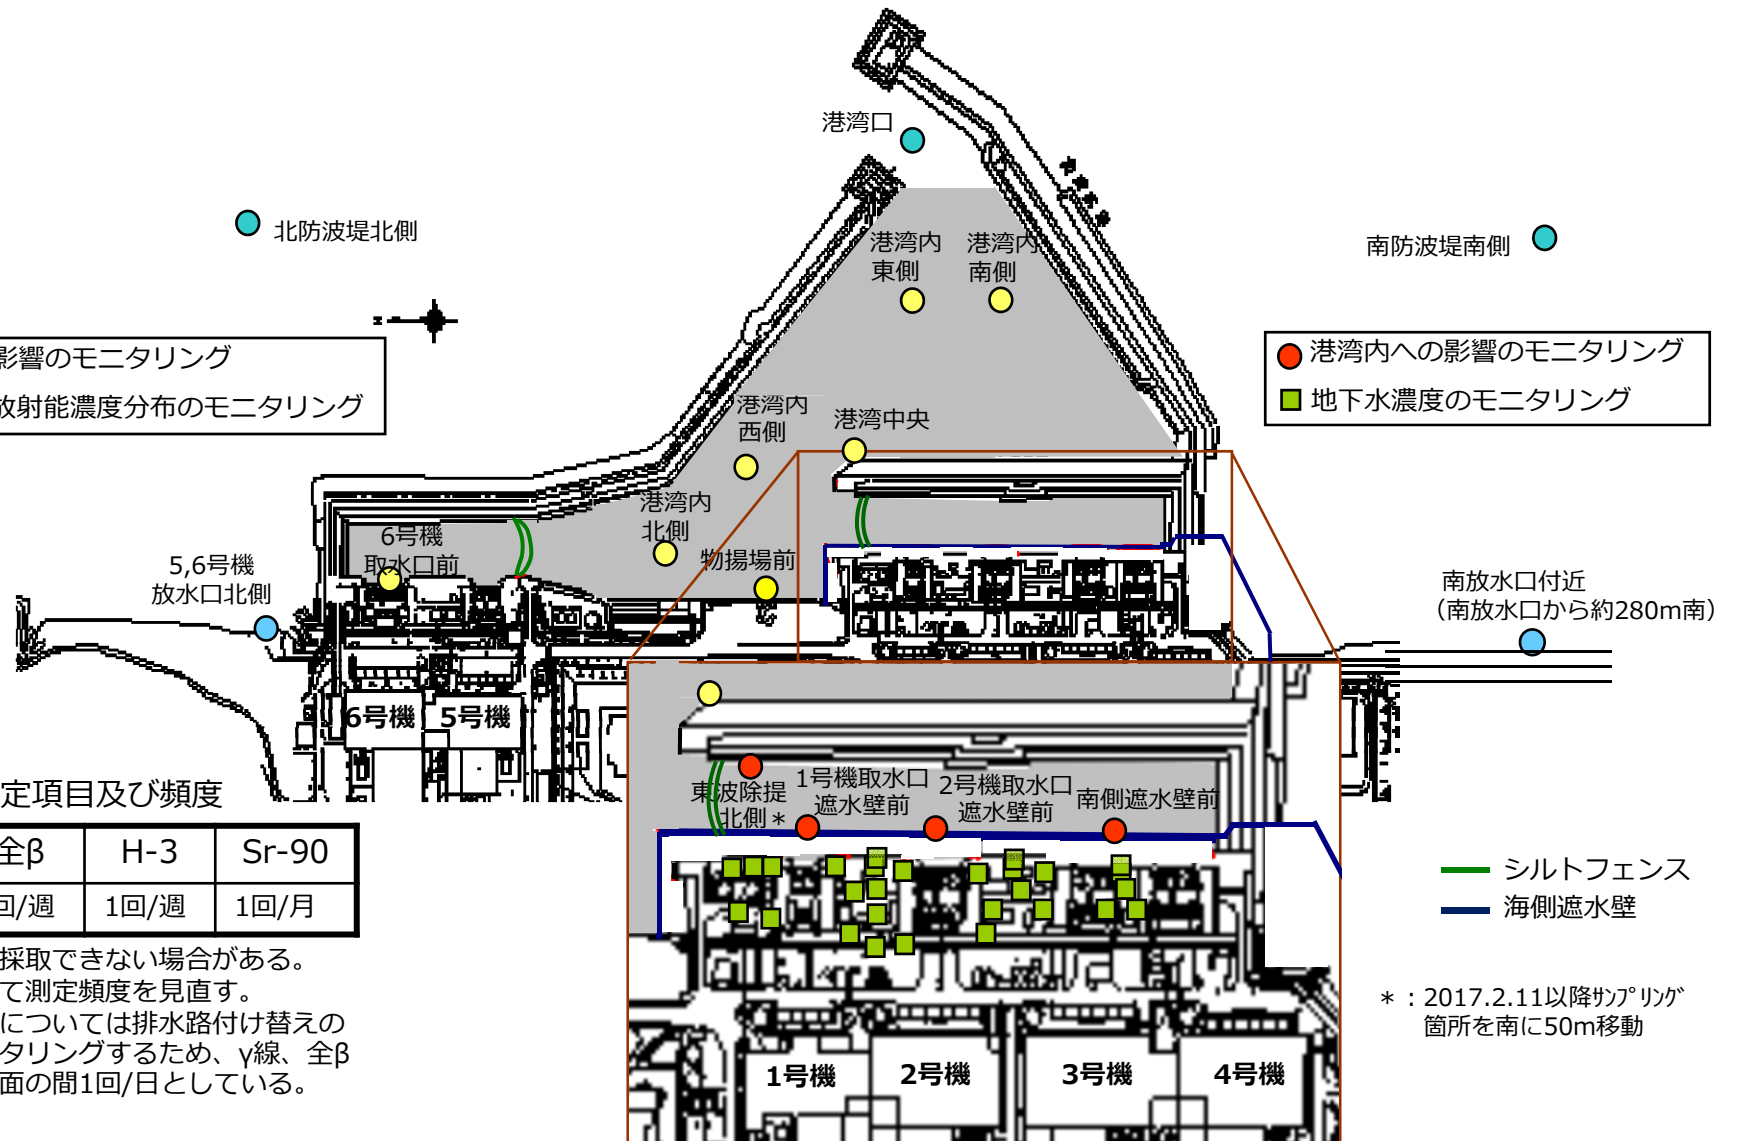 港湾口
北防波堤北側
南防波堤南側
港湾内
東側
港湾内
南側
影響のモニタリング
放射能濃度分布のモニタリング
港湾内への影響のモニタリング
地下水濃度のモニタリング
港湾内
西側
港湾中央
港湾内
北側
6号機
取水口前
物揚場前
5,6号機
放水口北側
南放水口付近
（南放水口から約280m南）
6号機
5号機
東波除提
北側＊
1号機取水口
遮水壁前
2号機取水口
遮水壁前
南側遮水壁前
定項目及び頻度
全β H-3 Sr-90
回/週 1回/週 1回/月
採取できない場合がある。
て測定頻度を見直す。
については排水路付け替えの
タリングするため、γ線、全β
面の間1回/日としている。
シルトフェンス
海側遮水壁
＊：2017.2.11以降ｻﾝﾌﾟﾘﾝｸﾞ
箇所を南に50m移動
1号機
2号機
3号機
4号機